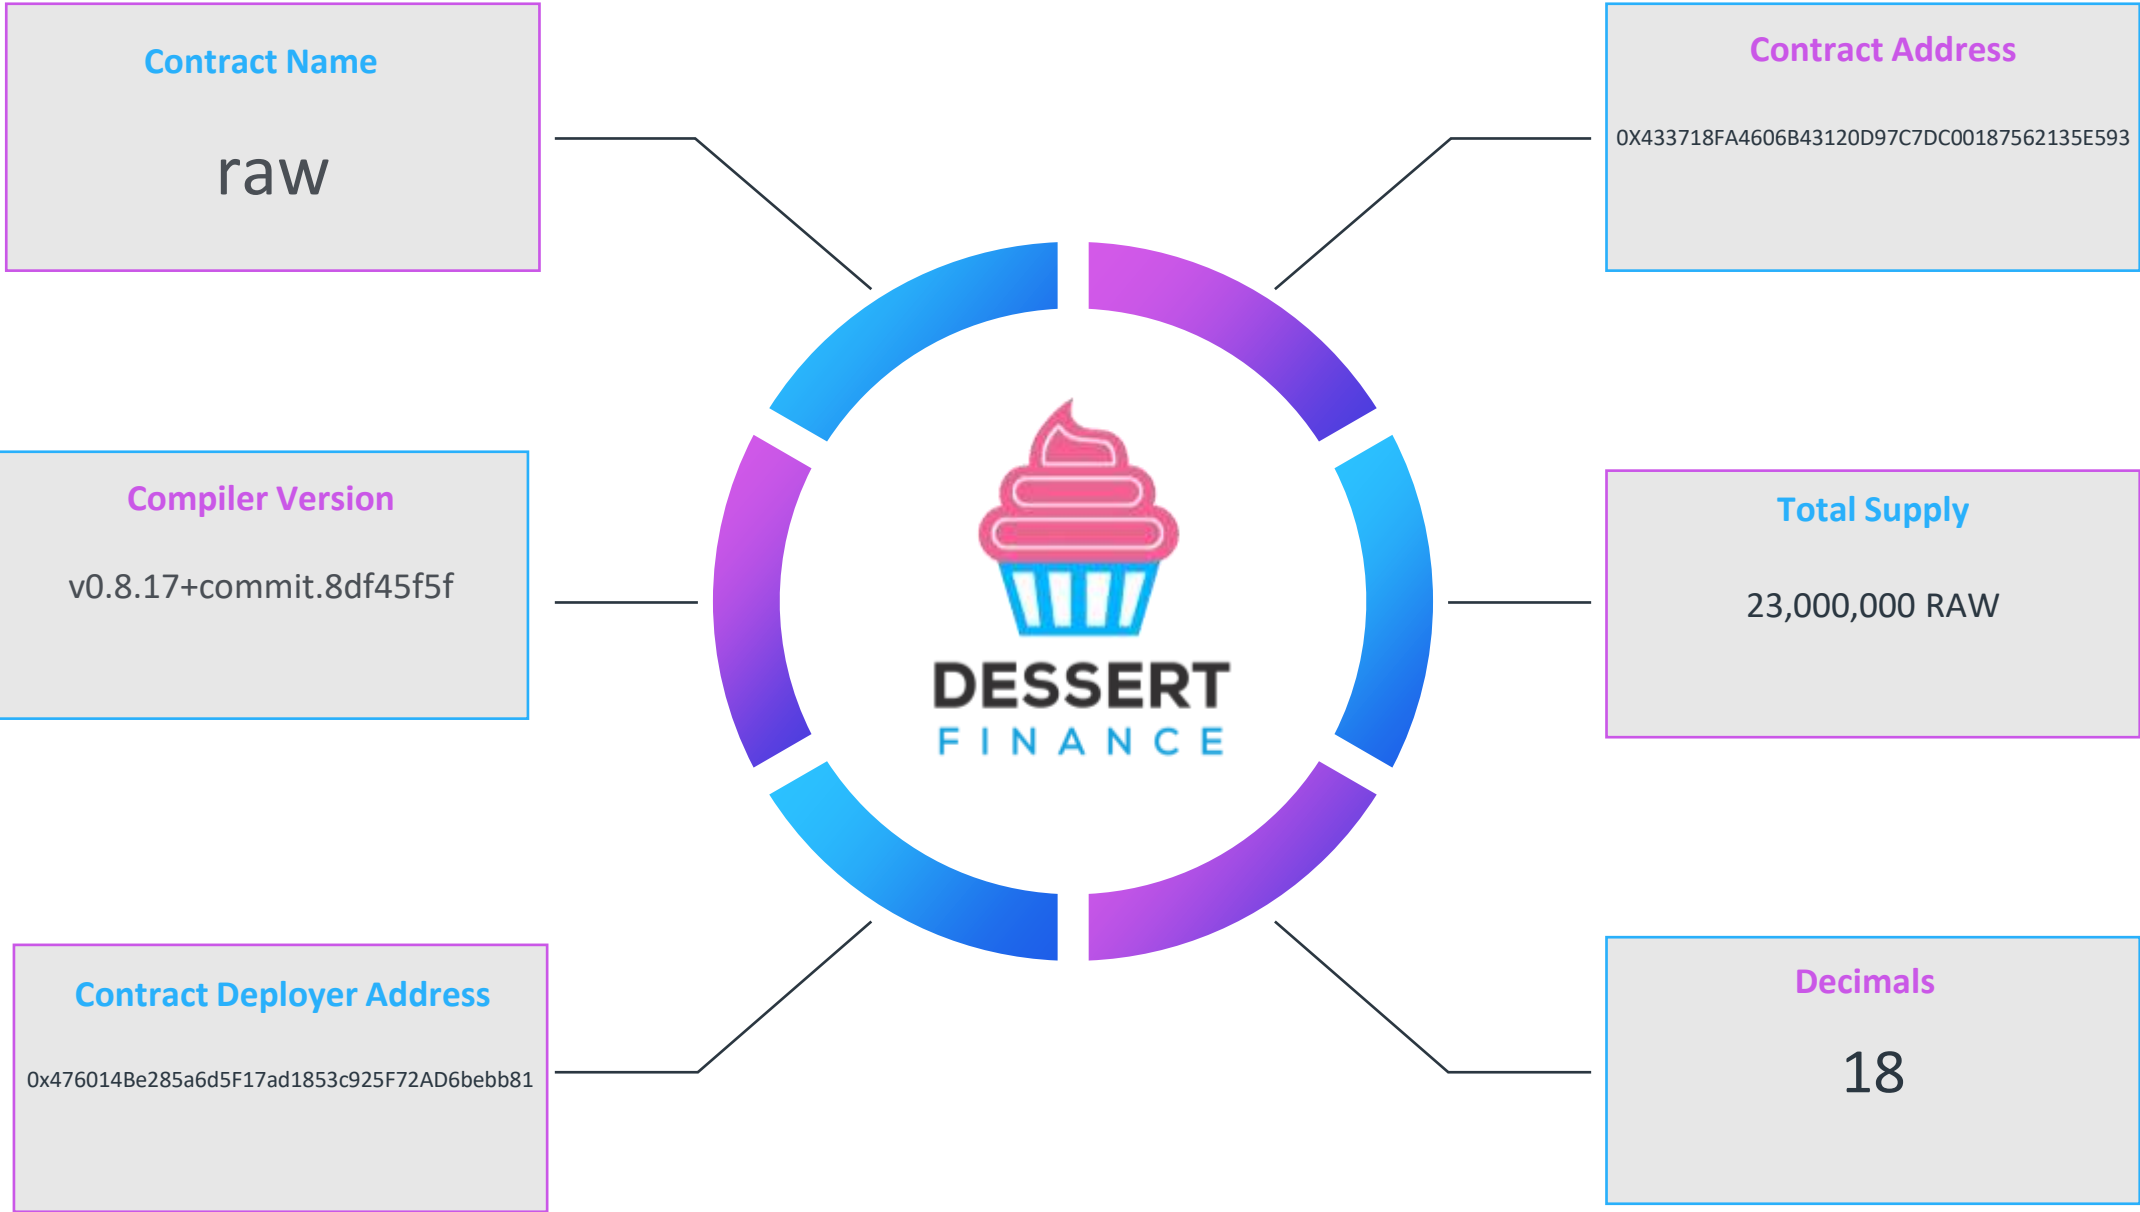 Contract Name
raw
Contract Address
0X433718FA4606B43120D97C7DC00187562135E593
Compiler Version
v0.8.17+commit.8df45f5f
Total Supply
23,000,000 RAW
DESSERT
FINANCE
Contract Deployer Address
0x476014Be285a6d5F17ad1853c925F72AD6bebb81
Decimals
18